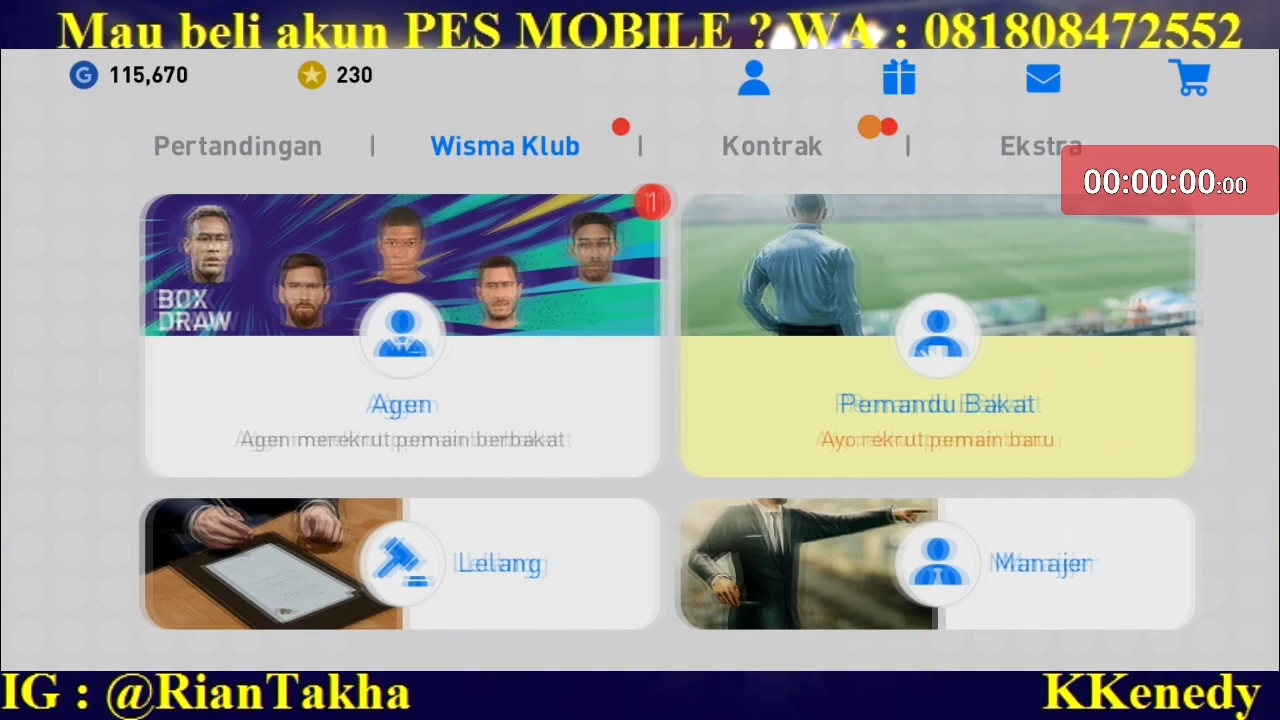 Mau beli akun PES MOBILE ? WA : 081808472552
G 115,670 230
Pertandingan | Wisma Klub | Kontrak | Ekstra
00:00:00:00
11
BOX
DRAW
Agen
Agen merekrut pemain berbakat
Pemandu Bakat
Ayo rekrut pemain baru
Lelang
Manajer
IG : @RianTakha
KKenedy